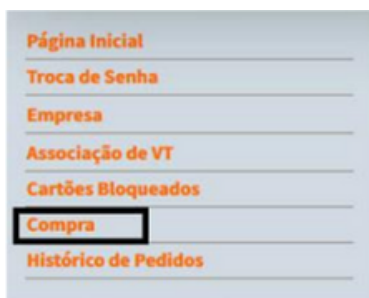 Página Inicial
Troca de Senha
Empresa
Associação de VT
Cartões Bloqueados
Compra
Histórico de Pedidos